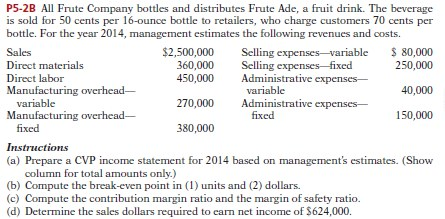 P5-2B All Frute Company bottles and distributes Frute Ade, a fruit drink. The beverage
is sold for 50 cents per 16-ounce bottle to retailers, who charge customers 70 cents per
bottle. For the year 2014, management estimates the following revenues and costs.
Sales $2,500,000 Selling expenses—variable $ 80,000
Direct materials 360,000 Selling expenses—fixed 250,000
Direct labor 450,000 Administrative expenses—
Manufacturing overhead— variable 40,000
variable 270,000 Administrative expenses—
Manufacturing overhead— fixed 150,000
fixed 380,000
Instructions
(a) Prepare a CVP income statement for 2014 based on management's estimates. (Show
column for total amounts only.)
(b) Compute the break-even point in (1) units and (2) dollars.
(c) Compute the contribution margin ratio and the margin of safety ratio.
(d) Determine the sales dollars required to earn net income of $624,000.